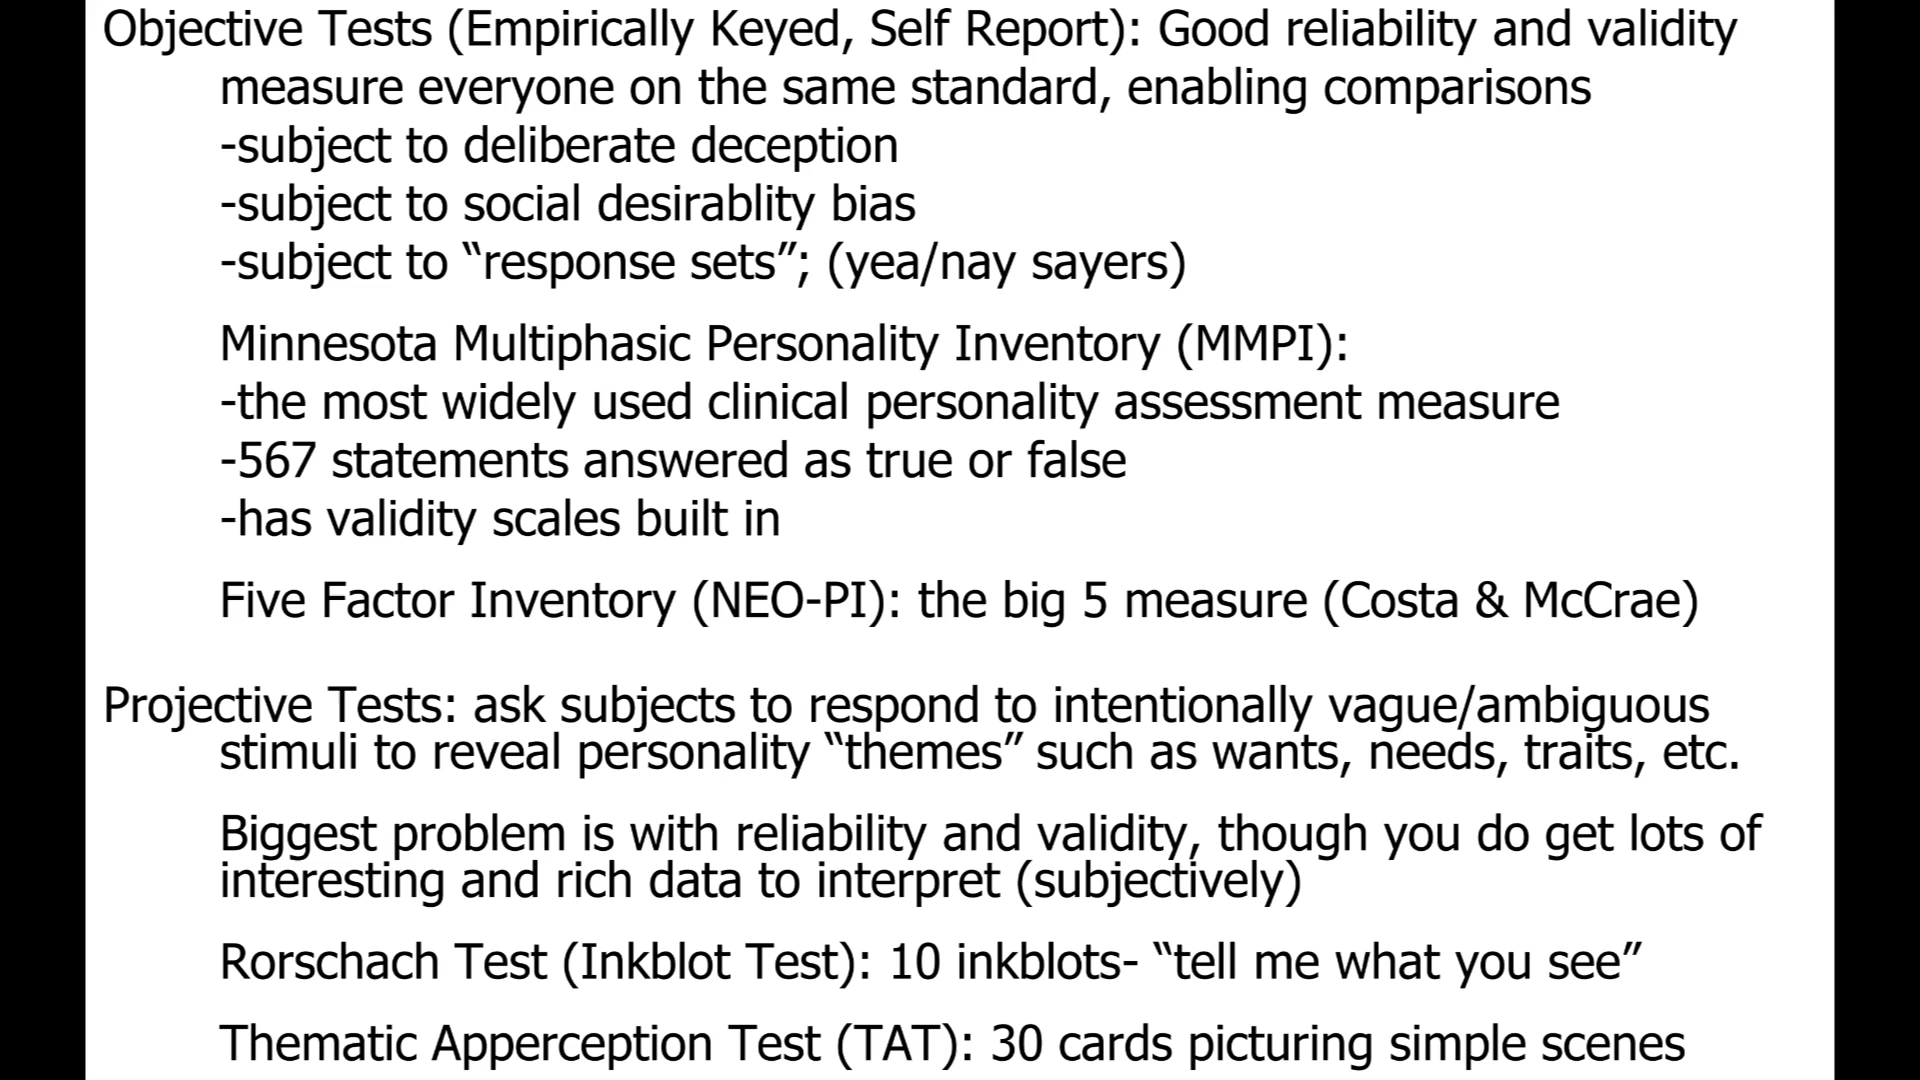 Objective Tests (Empirically Keyed, Self Report): Good reliability and validity
measure everyone on the same standard, enabling comparisons
-subject to deliberate deception
-subject to social desirablity bias
-subject to “response sets”; (yea/nay sayers)
Minnesota Multiphasic Personality Inventory (MMPI):
-the most widely used clinical personality assessment measure
-567 statements answered as true or false
-has validity scales built in
Five Factor Inventory (NEO-PI): the big 5 measure (Costa & McCrae)
Projective Tests: ask subjects to respond to intentionally vague/ambiguous
stimuli to reveal personality “themes” such as wants, needs, traits, etc.
Biggest problem is with reliability and validity, though you do get lots of
interesting and rich data to interpret (subjectively)
Rorschach Test (Inkblot Test): 10 inkblots- “tell me what you see”
Thematic Apperception Test (TAT): 30 cards picturing simple scenes